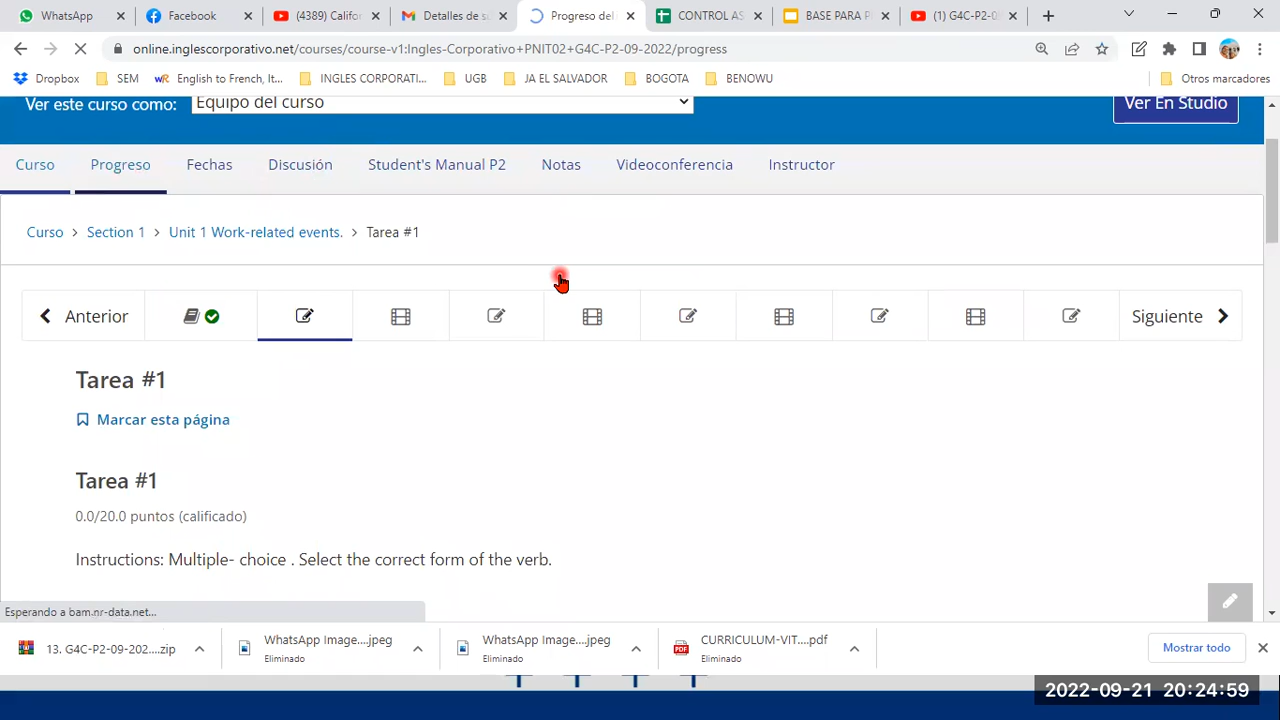 WhatsApp
Facebook
(4389) Califor
Detalles de su
Progreso del
CONTROL AS
BASE PARA P
(1) G4C-P2-0
online.inglescorporativo.net/courses/course-v1:Ingles-Corporativo+PNIT02+G4C-P2-09-2022/progress
Dropbox SEM English to French, It... INGLES CORPORATI... UGB JA EL SALVADOR BOGOTA BENOWU Otros marcadores
Ver este curso como: Equipo del curso Ver En Studio
Curso Progreso Fechas Discusión Student's Manual P2 Notas Videoconferencia Instructor
Curso > Section 1 > Unit 1 Work-related events. > Tarea #1
Anterior Siguiente
Tarea #1
Marcar esta página
Tarea #1
0.0/20.0 puntos (calificado)
Instructions: Multiple- choice . Select the correct form of the verb.
Esperando a bam.nr-data.net...
13. G4C-P2-09-202....zip
WhatsApp Image....jpeg
Eliminado
WhatsApp Image....jpeg
Eliminado
CURRICULUM-VIT....pdf
Eliminado
Mostrar todo
2022-09-21 20:24:59